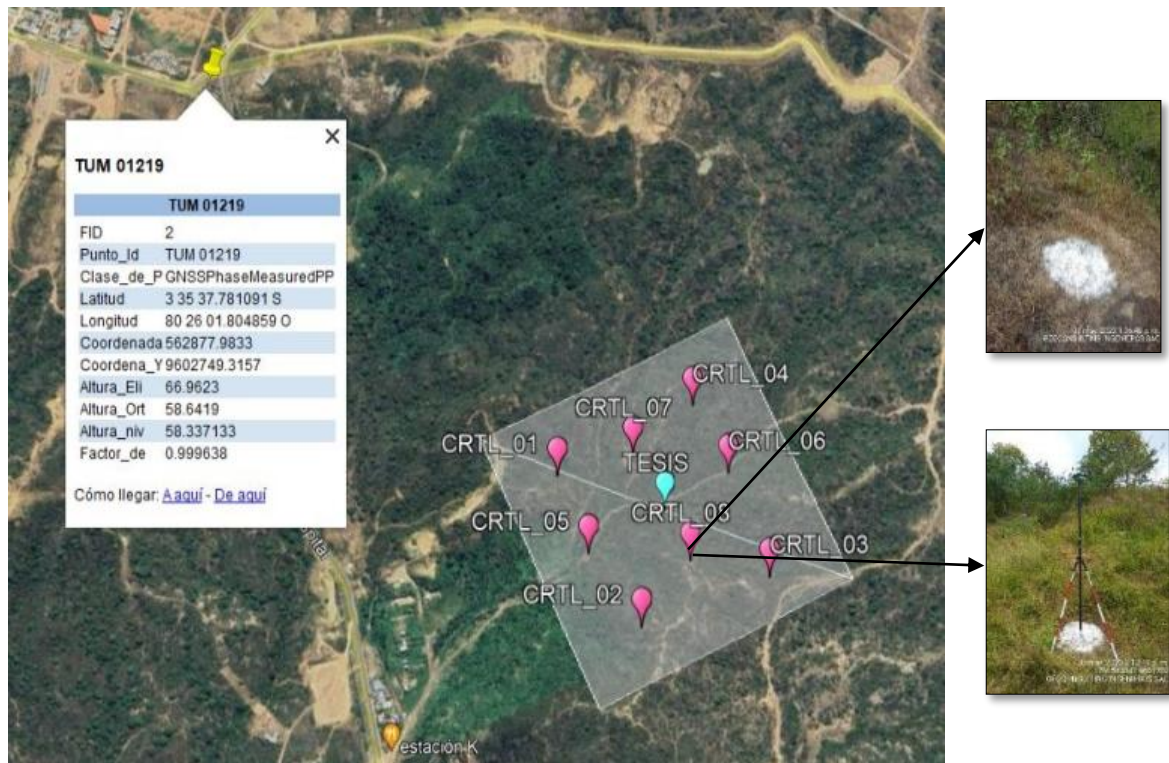 TUM 01219
TUM 01219
FID 2
Punto_Id TUM 01219
Clase_de_P GNSSPhaseMeasuredPP
Latitud 3 35 37.781091 S
Longitud 80 26 01.804859 O
Coordenada 562877.9833
Coordena_Y 9602749.3157
Altura_Eli 66.9623
Altura_Ort 58.6419
Altura_niv 58.337133
Factor_de 0.999638
Cómo llegar: A aquí - De aquí
CRTL_04
CRTL_07
CRTL_01
CRTL_06
TESIS
CRTL_05
CRTL_08
CRTL_03
CRTL_02
estación K